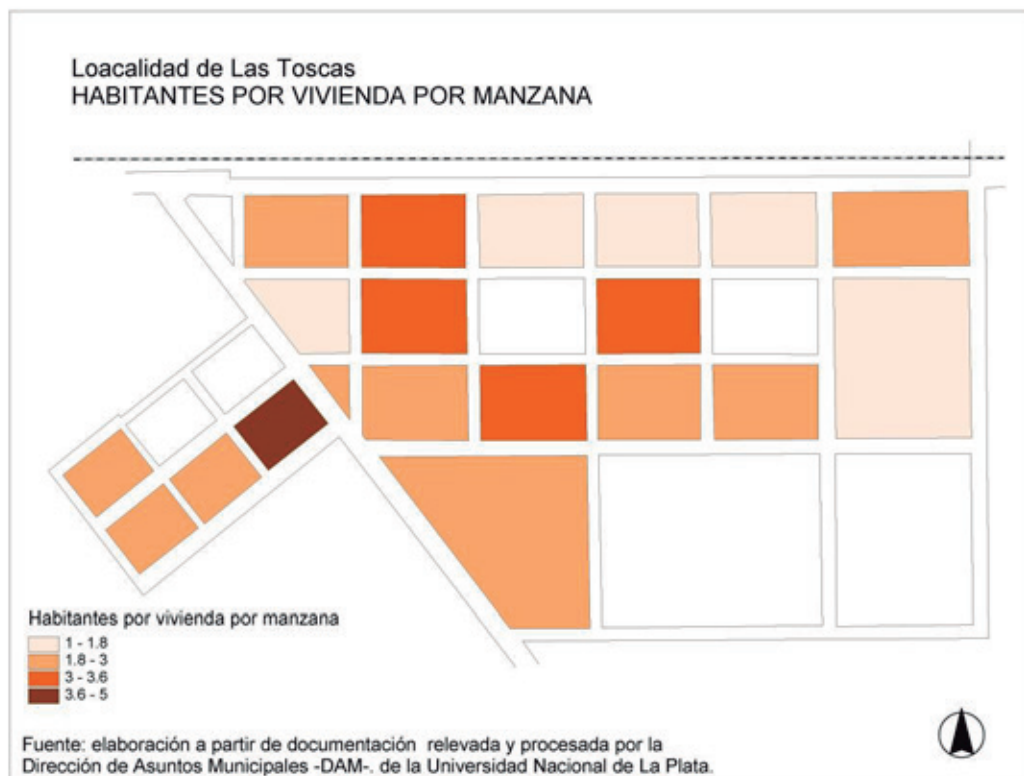 Loacalidad de Las Toscas
HABITANTES POR VIVIENDA POR MANZANA
Habitantes por vivienda por manzana
1 - 1.8
1.8 - 3
3 - 3.6
3.6 - 5
Fuente: elaboración a partir de documentación relevada y procesada por la
Dirección de Asuntos Municipales -DAM-. de la Universidad Nacional de La Plata.